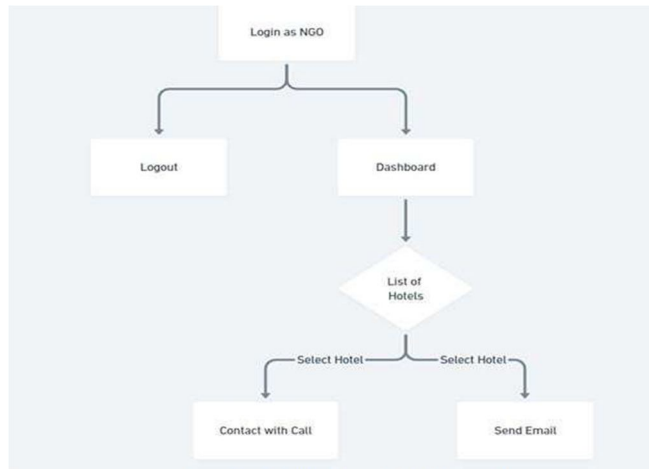 Login as NGO
Logout
Dashboard
List of
Hotels
Select Hotel
Select Hotel
Contact with Call
Send Email